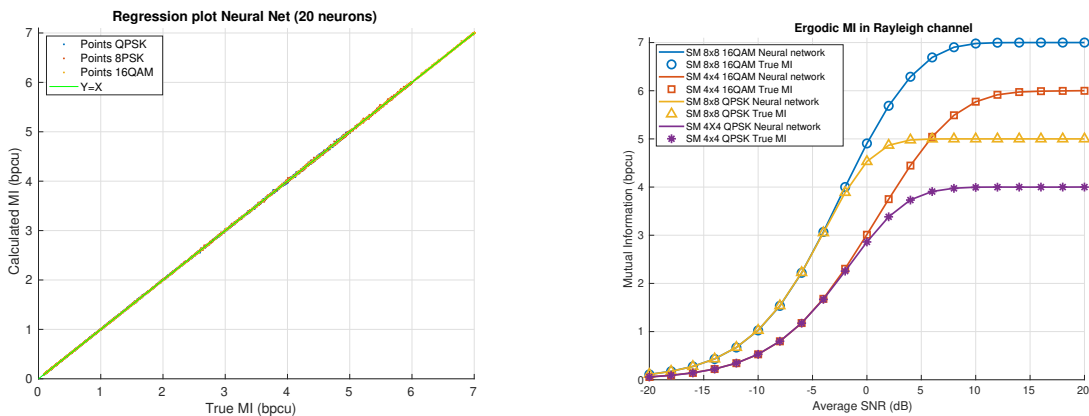 Regression plot Neural Net (20 neurons)
7
6
5
4
3
2
1
0
0
1
2
3
4
5
6
7
Calculated MI (bpcu)
True MI (bpcu)
Points QPSK
Points 8PSK
Points 16QAM
Y=X
Ergodic MI in Rayleigh channel
7
6
5
4
3
2
1
0
-20
-15
-10
-5
0
5
10
15
20
Mutual Information (bpcu)
Average SNR (dB)
SM 8x8 16QAM Neural network
SM 8x8 16QAM True MI
SM 4x4 16QAM Neural network
SM 4x4 16QAM True MI
SM 8x8 QPSK Neural network
SM 8x8 QPSK True MI
SM 4X4 QPSK Neural network
SM 4x4 QPSK True MI